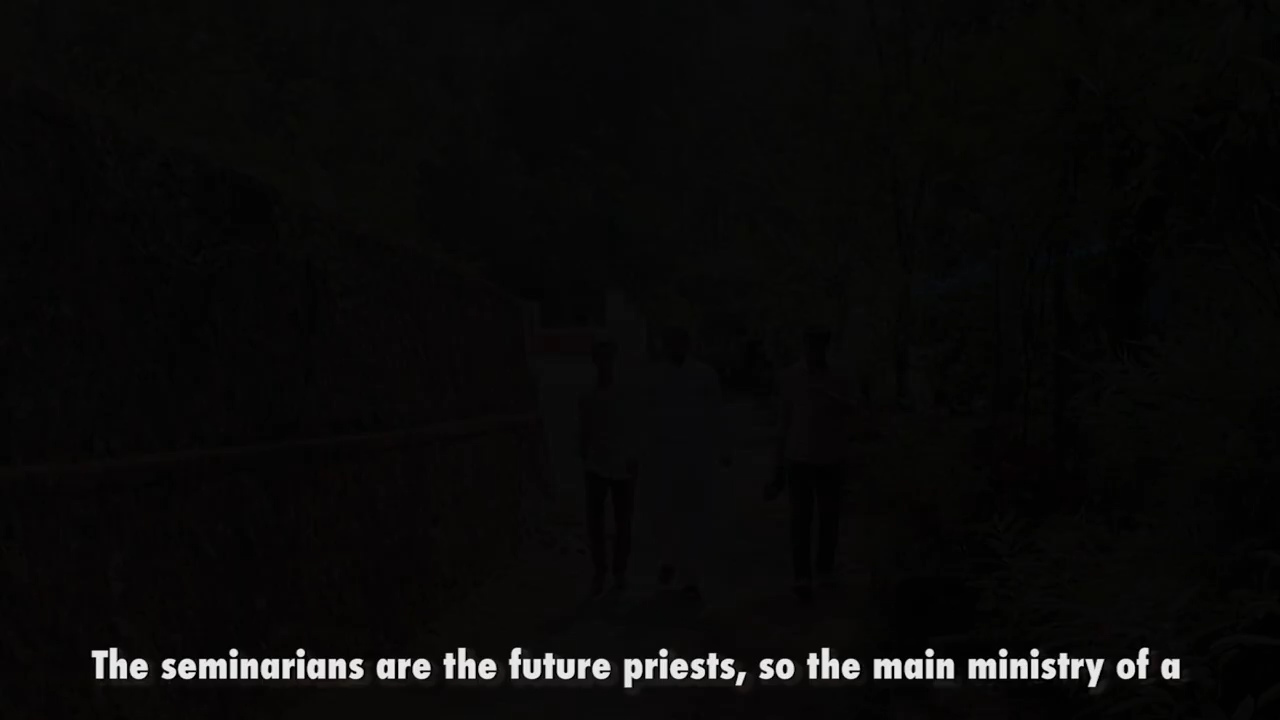 The seminarians are the future priests, so the main ministry of a